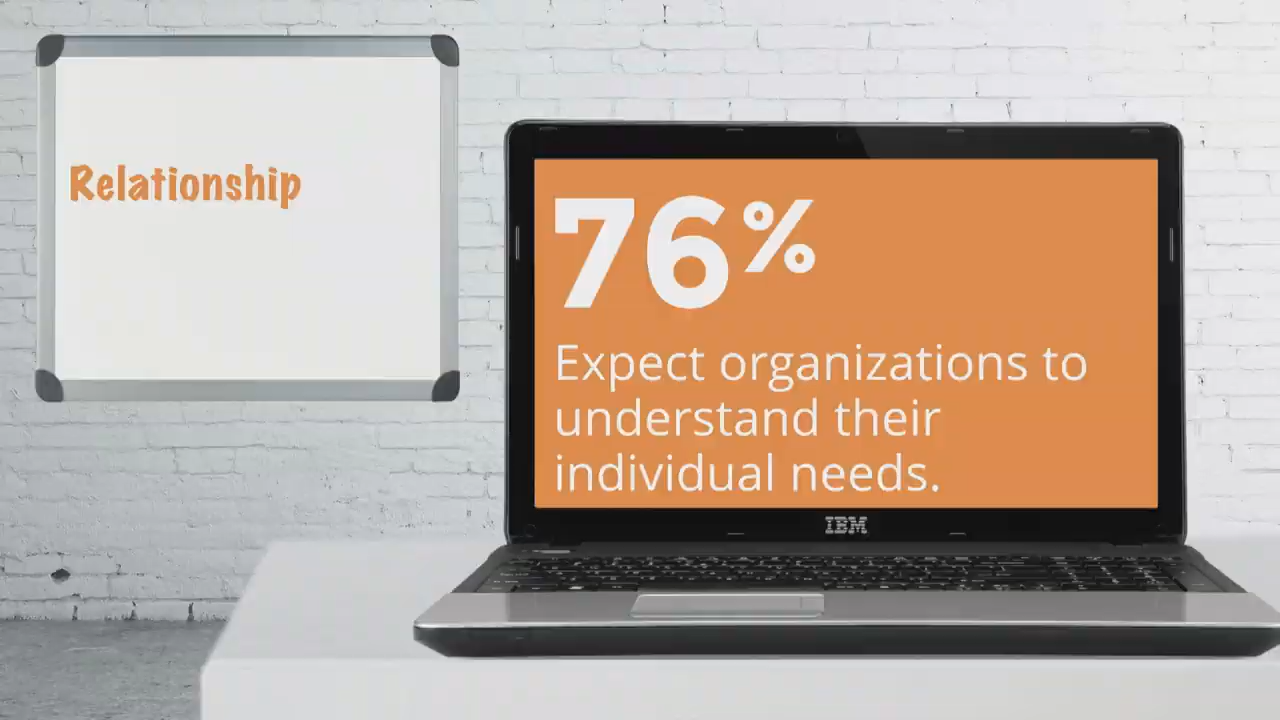 Relationship
76%
Expect organizations to
understand their
individual needs.
IBM